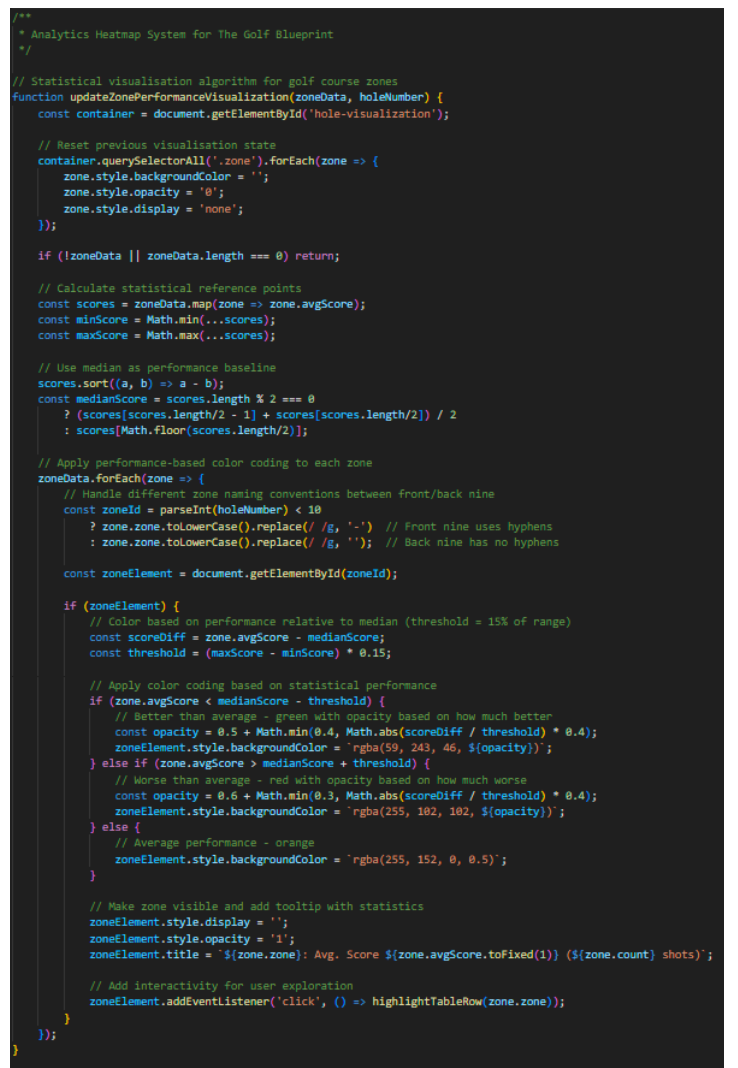 /**
 * Analytics Heatmap System for The Golf Blueprint
 */
// Statistical visualisation algorithm for golf course zones
function updateZonePerformanceVisualization(zoneData, holeNumber) {
    const container = document.getElementById('hole-visualization');
    // Reset previous visualisation state
    container.querySelectorAll('.zone').forEach(zone => {
        zone.style.backgroundColor = '';
        zone.style.opacity = '0';
        zone.style.display = 'none';
    });
    if (!zoneData || zoneData.length === 0) return;
    // Calculate statistical reference points
    const scores = zoneData.map(zone => zone.avgScore);
    const minScore = Math.min(...scores);
    const maxScore = Math.max(...scores);
    // Use median as performance baseline
    scores.sort((a, b) => a - b);
    const medianScore = scores.length % 2 === 0
        ? (scores[scores.length/2 - 1] + scores[scores.length/2]) / 2
        : scores[Math.floor(scores.length/2)];
    // Apply performance-based color coding to each zone
    zoneData.forEach(zone => {
        // Handle different zone naming conventions between front/back nine
        const zoneId = parseInt(holeNumber) < 10
            ? zone.zone.toLowerCase().replace(/ /g, '-')  // Front nine uses hyphens
            : zone.zone.toLowerCase().replace(/ /g, '');  // Back nine has no hyphens
        const zoneElement = document.getElementById(zoneId);
        if (zoneElement) {
            // Color based on performance relative to median (threshold = 15% of range)
            const scoreDiff = zone.avgScore - medianScore;
            const threshold = (maxScore - minScore) * 0.15;
            // Apply color coding based on statistical performance
            if (zone.avgScore < medianScore - threshold) {
                // Better than average - green with opacity based on how much better
                const opacity = 0.5 + Math.min(0.4, Math.abs(scoreDiff / threshold) * 0.4);
                zoneElement.style.backgroundColor = `rgba(59, 243, 46, ${opacity})`;
            } else if (zone.avgScore > medianScore + threshold) {
                // Worse than average - red with opacity based on how much worse
                const opacity = 0.6 + Math.min(0.3, Math.abs(scoreDiff / threshold) * 0.4);
                zoneElement.style.backgroundColor = `rgba(255, 102, 102, ${opacity})`;
            } else {
                // Average performance - orange
                zoneElement.style.backgroundColor = `rgba(255, 152, 0, 0.5)`;
            }
            // Make zone visible and add tooltip with statistics
            zoneElement.style.display = '';
            zoneElement.style.opacity = '1';
            zoneElement.title = `${zone.zone}: Avg. Score ${zone.avgScore.toFixed(1)} (${zone.count} shots)`;
            // Add interactivity for user exploration
            zoneElement.addEventListener('click', () => highlightTableRow(zone.zone));
        }
    });
}